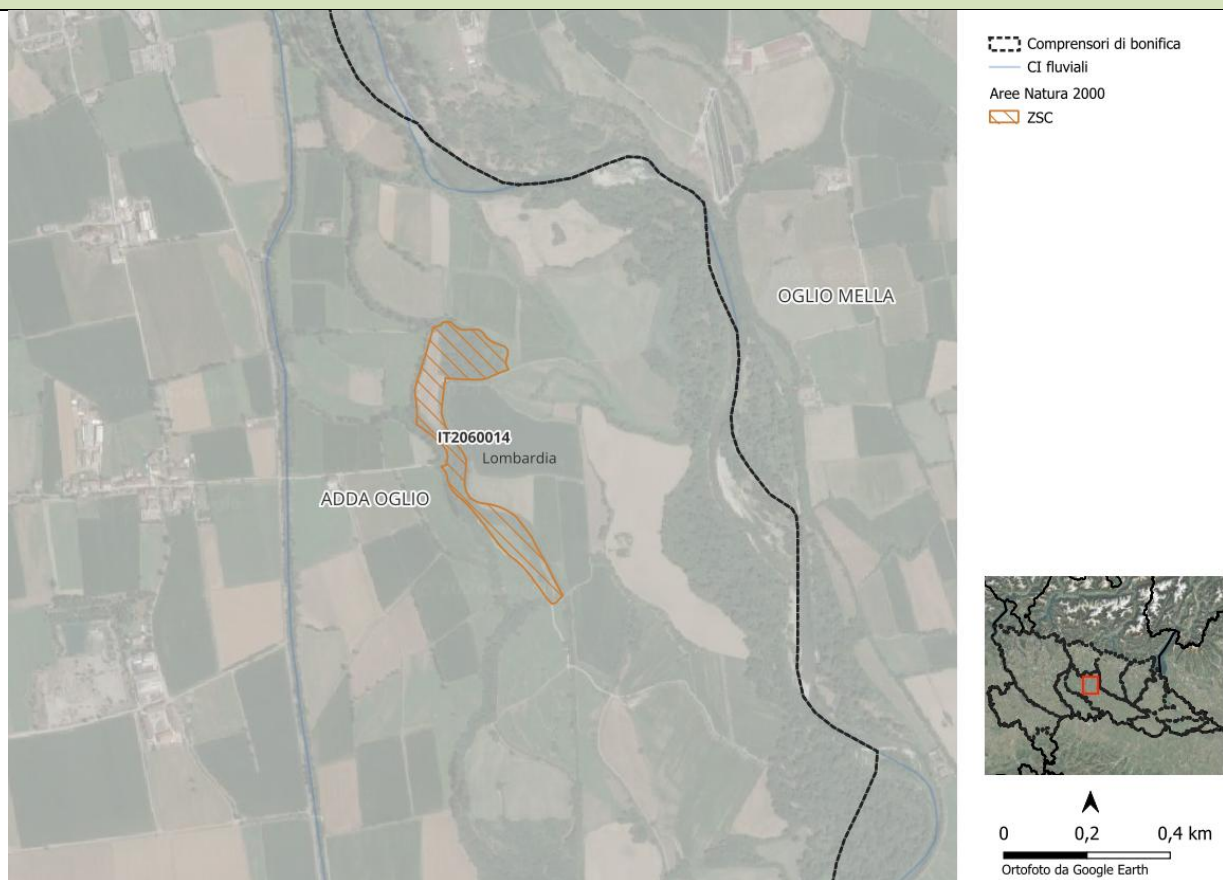 Comprensori di bonifica
CI fluviali
Aree Natura 2000
ZSC
OGLIO MELLA
IT2060014
Lombardia
ADDA OGLIO
0 0,2 0,4 km
Ortofoto da Google Earth